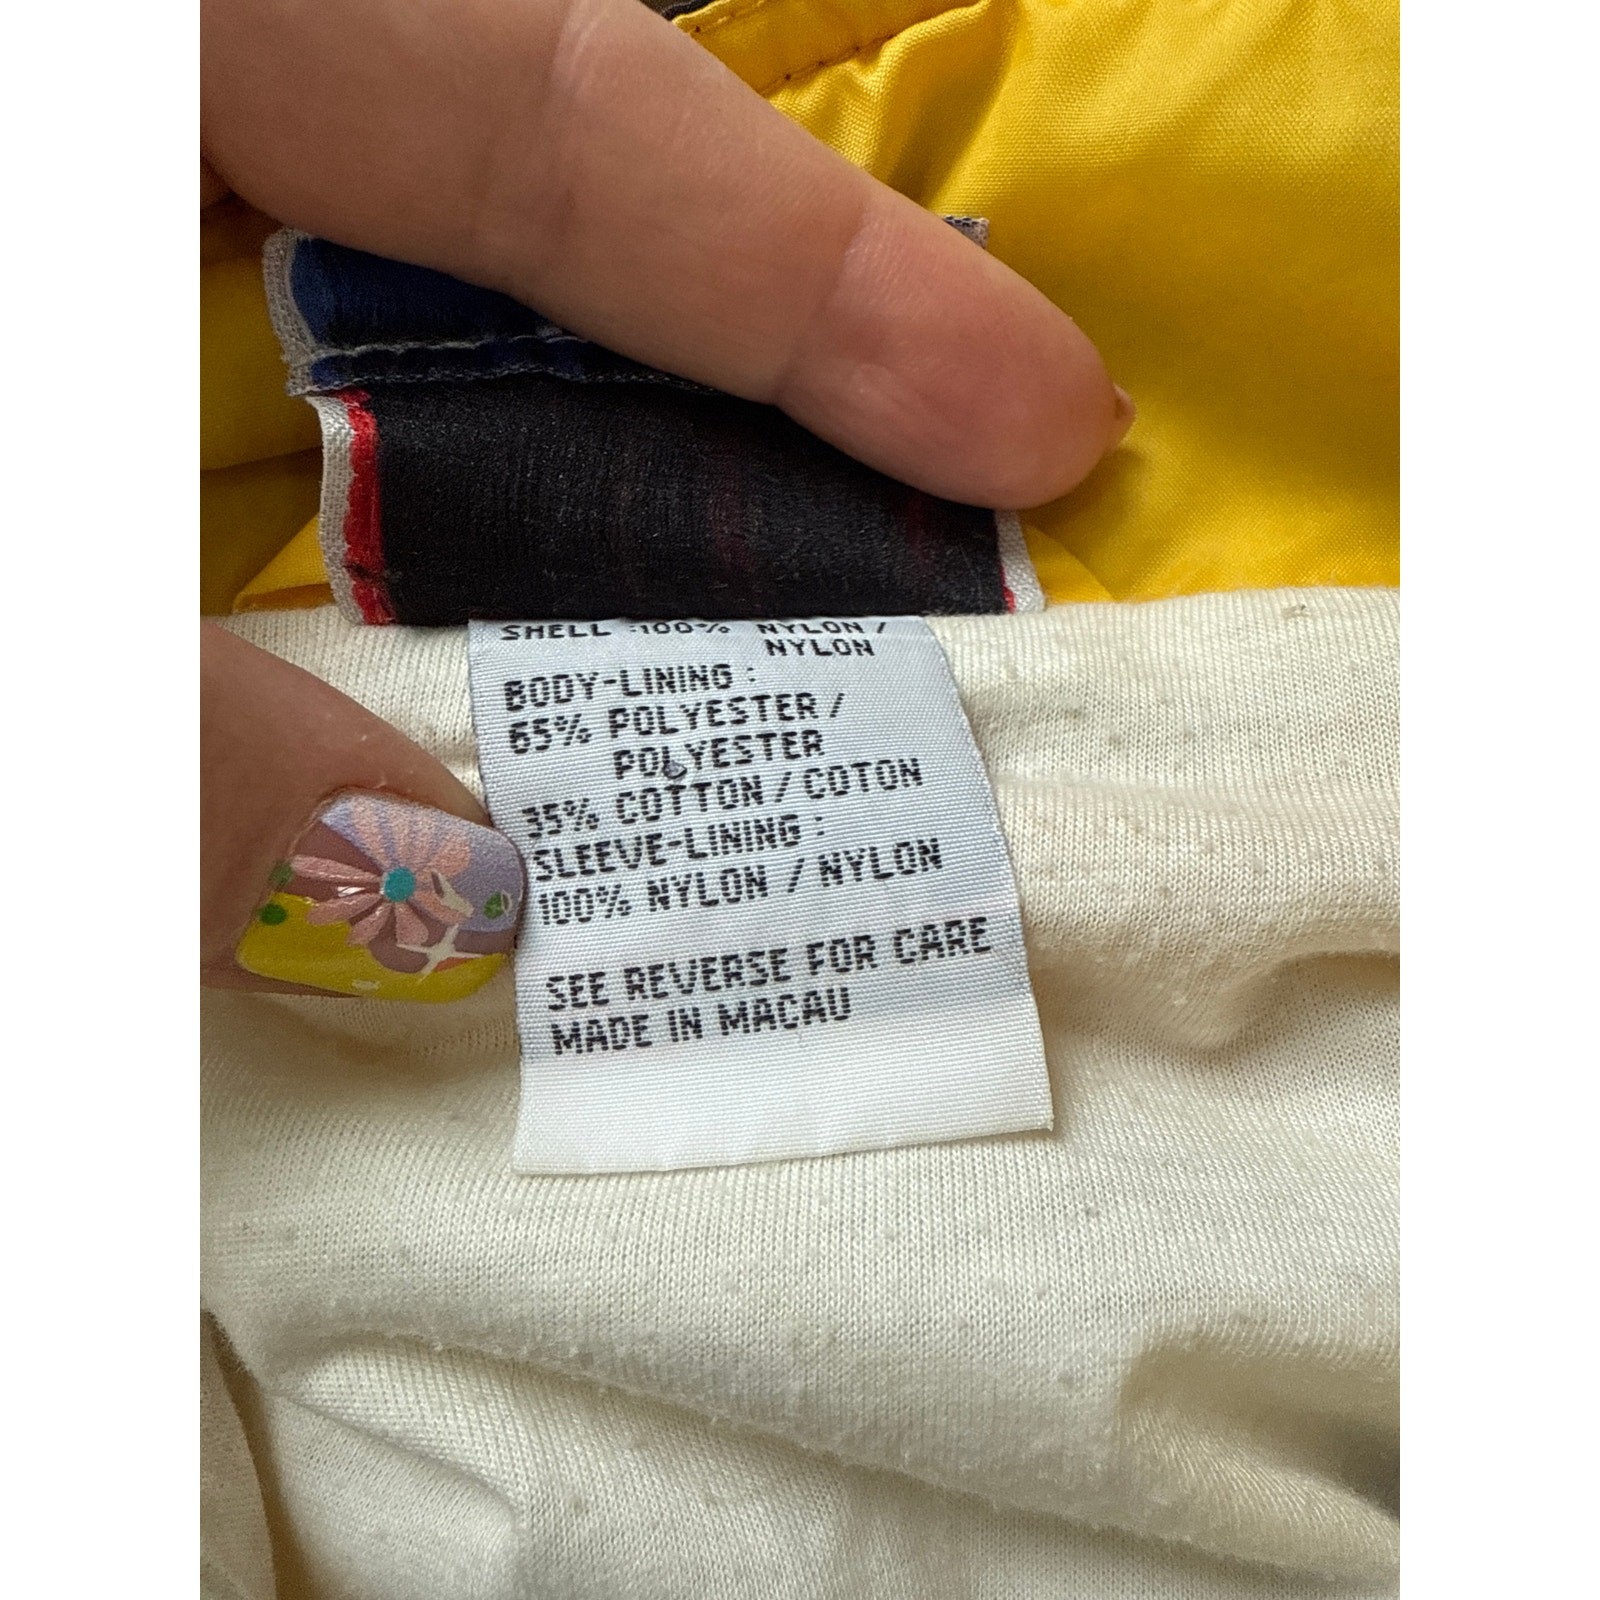 SHELL :100% NYLON /
NYLON
BODY-LINING :
65% POLYESTER /
POLYESTER
35% COTTON / COTON
SLEEVE-LINING :
100% NYLON / NYLON
SEE REVERSE FOR CARE
MADE IN MACAU